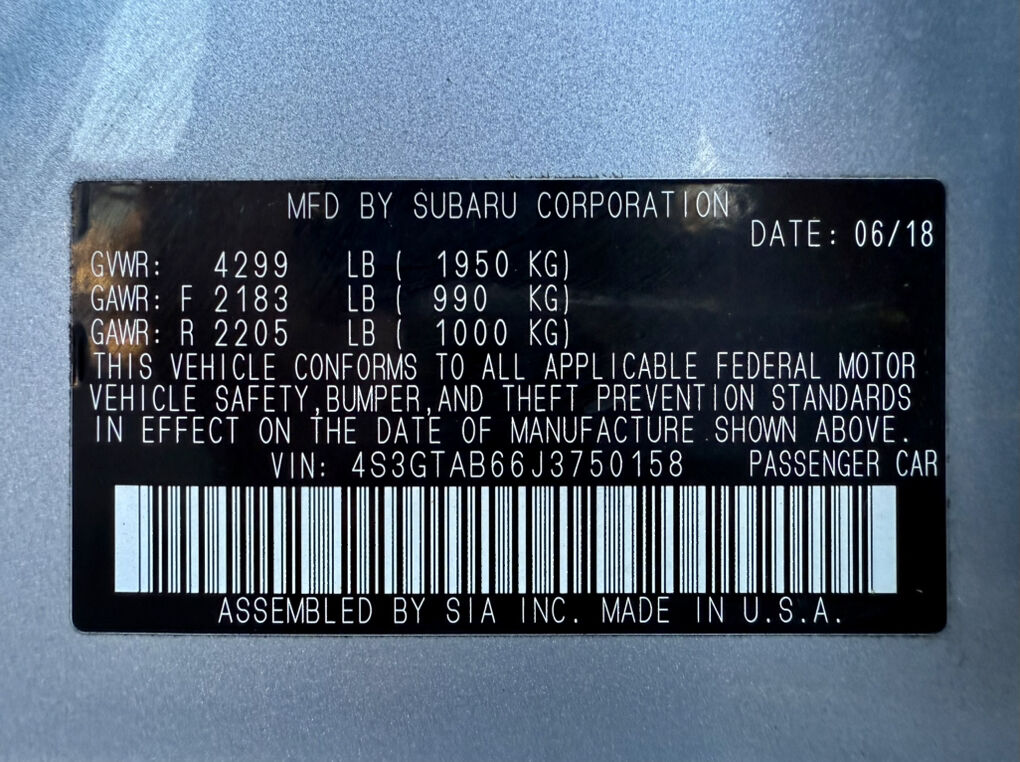 MFD BY SUBARU CORPORATION
DATE: 06/18
GVWR: 4299 LB ( 1950 KG)
GAWR: F 2183 LB ( 990 KG)
GAWR: R 2205 LB ( 1000 KG)
THIS VEHICLE CONFORMS TO ALL APPLICABLE FEDERAL MOTOR
VEHICLE SAFETY,BUMPER,AND THEFT PREVENTION STANDARDS
IN EFFECT ON THE DATE OF MANUFACTURE SHOWN ABOVE.
VIN: 4S3GTAB66J3750158 PASSENGER CAR
ASSEMBLED BY SIA INC. MADE IN U.S.A.